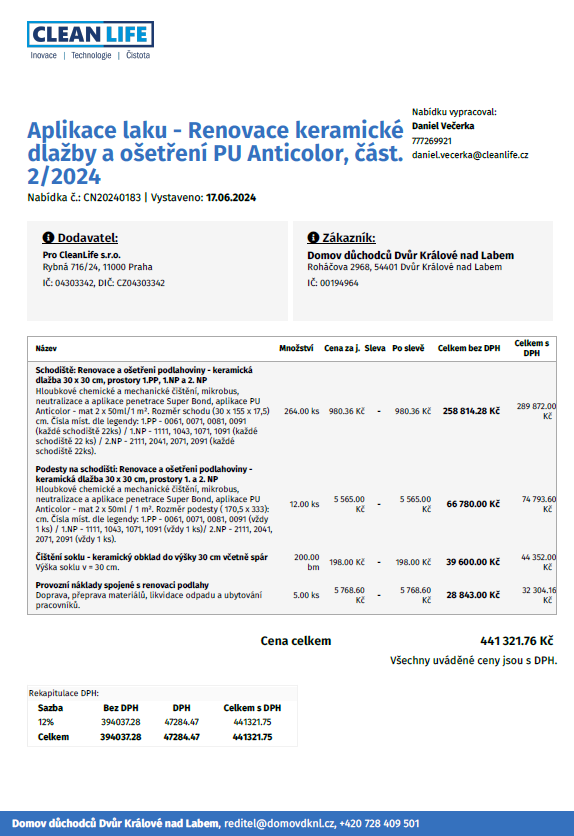 CLEAN LIFE
Inovace | Technologie | Čistota
Nabídku vypracoval:
Daniel Večerka
777269921
daniel.vecerka@cleanlife.cz
Aplikace laku - Renovace keramické
dlažby a ošetření PU Anticolor, část.
2/2024
Nabídka č.: CN20240183 | Vystaveno: 17.06.2024
Dodavatel:
Pro CleanLife s.r.o.
Rybná 716/24, 11000 Praha
IČ: 04303342, DIČ: CZ04303342
Zákazník:
Domov důchodců Dvůr Králové nad Labem
Roháčova 2968, 54401 Dvůr Králové nad Labem
IČ: 00194964
Název Množství Cena za j. Sleva Po slevě Celkem bez DPH Celkem s DPH
Schodiště: Renovace a ošetření podlahoviny - keramická
dlažba 30 x 30 cm, prostory 1.PP, 1.NP a 2. NP
Hloubkové chemické a mechanické čištění, mikrobus,
neutralizace a aplikace penetrace Super Bond, aplikace PU
Anticolor - mat 2 x 50ml/1 m². Rozměr schodu (30 x 155 x 17,5)
cm. Čísla míst. dle legendy: 1.PP - 0061, 0071, 0081, 0091
(každé schodiště 22ks) / 1.NP - 1111, 1043, 1071, 1091 (každé
schodiště 22 ks) / 2.NP - 2111, 2041, 2071, 2091 (každé
schodiště 22ks).
264.00 ks 980.36 Kč - 980.36 Kč 258 814.28 Kč 289 872.00 Kč
Podesty na schodišti: Renovace a ošetření podlahoviny -
keramická dlažba 30 x 30 cm, prostory 1. a 2. NP
Hloubkové chemické a mechanické čištění, mikrobus,
neutralizace a aplikace penetrace Super Bond, aplikace PU
Anticolor - mat 2 x 50ml / 1 m². Rozměr podesty ( 170,5 x 333):
cm. Čísla míst. dle legendy: 1.PP - 0061, 0071, 0081, 0091 (vždy
1 ks) / 1.NP - 1111, 1043, 1071, 1091 (vždy 1 ks)/ 2.NP - 2111, 2041,
2071, 2091 (vždy 1 ks).
12.00 ks 5 565.00 Kč - 5 565.00 Kč 66 780.00 Kč 74 793.60 Kč
Čištění soklu - keramický obklad do výšky 30 cm včetně spár
Výška soklu v = 30 cm.
200.00 bm 198.00 Kč - 198.00 Kč 39 600.00 Kč 44 352.00 Kč
Provozní náklady spojené s renovací podlahy
Doprava, přeprava materiálů, likvidace odpadu a ubytování
pracovníků.
5.00 ks 5 768.60 Kč - 5 768.60 Kč 28 843.00 Kč 32 304.16 Kč
Cena celkem 441 321.76 Kč
Všechny uváděné ceny jsou s DPH.
Rekapitulace DPH:
Sazba Bez DPH DPH Celkem s DPH
12% 394037.28 47284.47 441321.75
Celkem 394037.28 47284.47 441321.75
Domov důchodců Dvůr Králové nad Labem, reditel@domovdknl.cz, +420 728 409 501